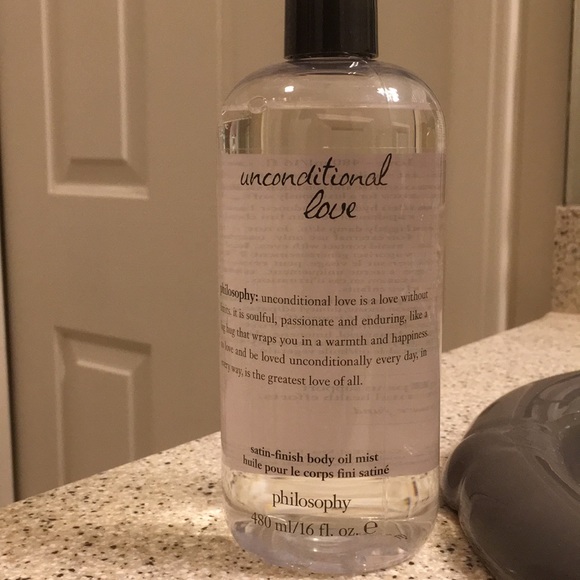 unconditional
love
philosophy: unconditional love is a love without
it is soulful, passionate and enduring, like a
hug that wraps you in a warmth and happiness.
love and be loved unconditionally every day, in
every way, is the greatest love of all.
satin-finish body oil mist
huile pour le corps fini satiné
philosophy
480 ml/16 fl. oz. ℮